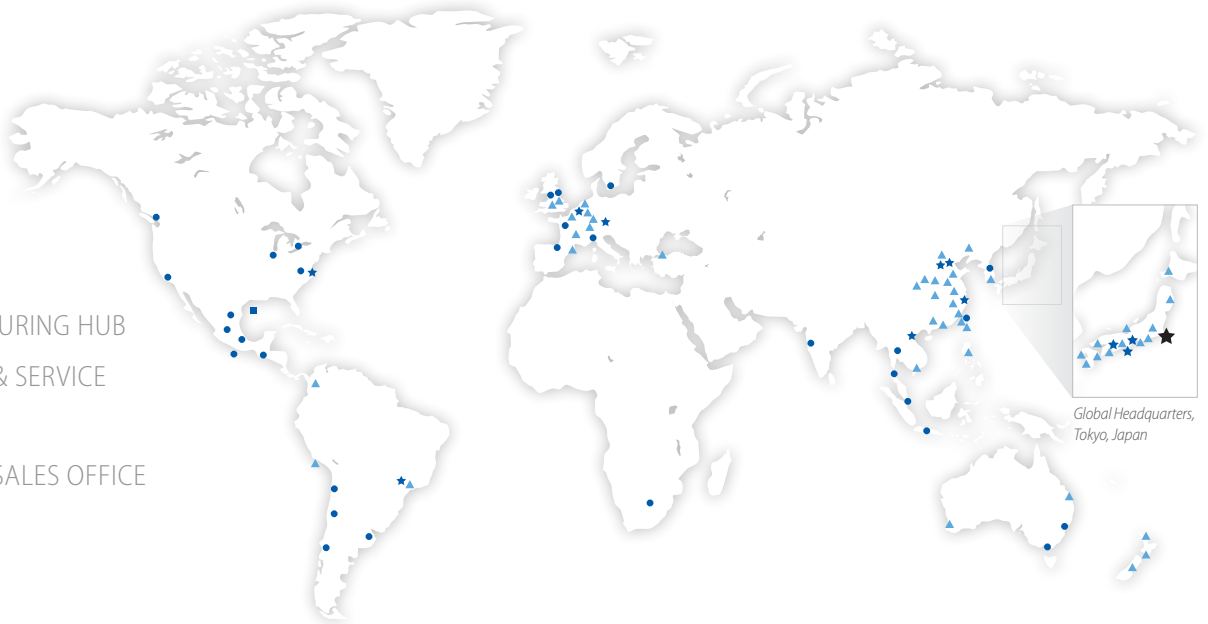 URING HUB
& SERVICE
SALES OFFICE
Global Headquarters,
Tokyo, Japan